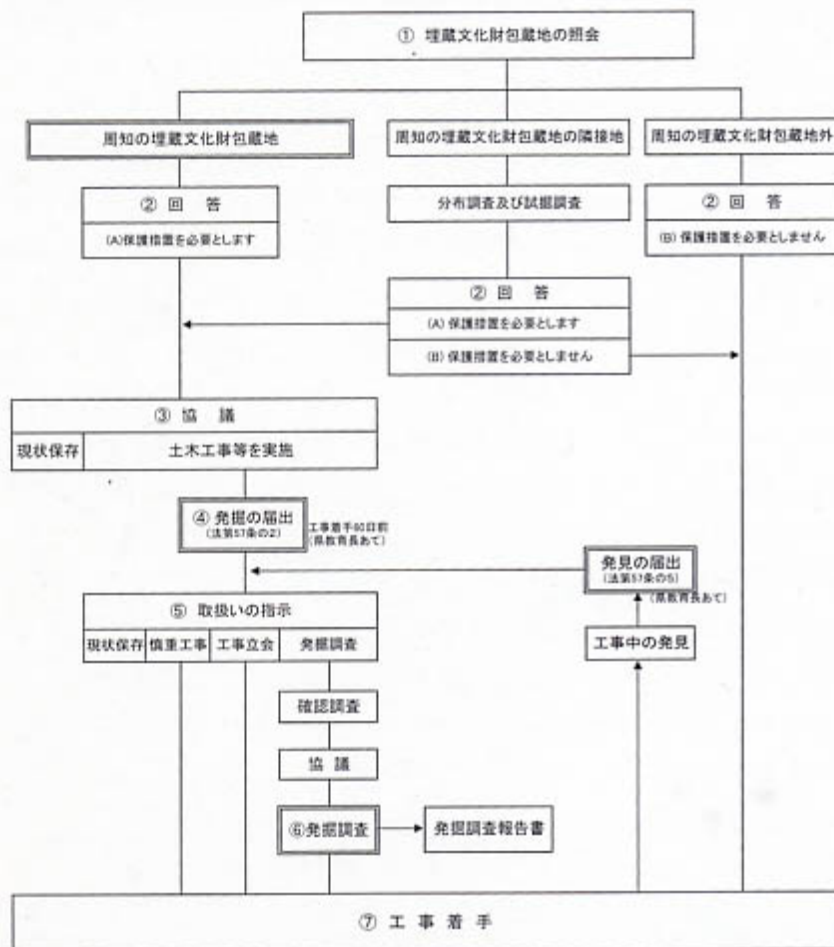 ① 埋蔵文化財包蔵地の照会
周知の埋蔵文化財包蔵地
周知の埋蔵文化財包蔵地の隣接地
周知の埋蔵文化財包蔵地外
② 回 答
(A)保護措置を必要とします
分布調査及び試掘調査
② 回 答
(B) 保護措置を必要としません
② 回 答
(A) 保護措置を必要とします
(B) 保護措置を必要としません
③ 協 議
現状保存
土木工事等を実施
④ 発掘の届出
(法第57条の2)
工事着手60日前
(県教育長あて)
発見の届出
(法第57条の5)
(県教育長あて)
⑤ 取扱いの指示
現状保存
慎重工事
工事立会
発掘調査
工事中の発見
確認調査
協 議
⑥発掘調査
発掘調査報告書
⑦ 工 事 着 手